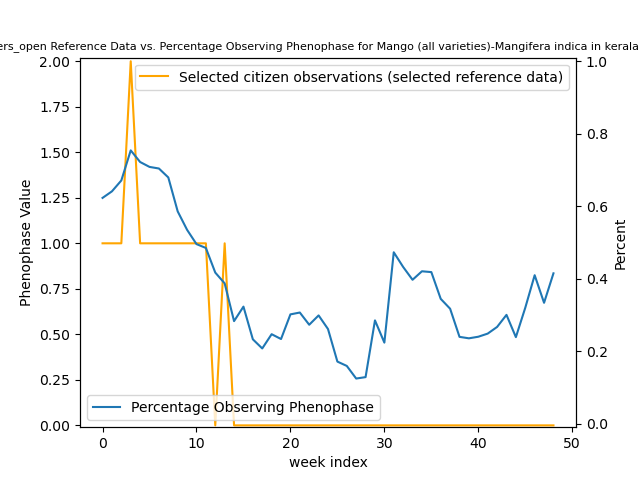 ers_open Reference Data vs. Percentage Observing Phenophase for Mango (all varieties)-Mangifera indica in kerala
Selected citizen observations (selected reference data)
Percentage Observing Phenophase
Phenophase Value
2.00
1.75
1.50
1.25
1.00
0.75
0.50
0.25
0.00
Percent
1.0
0.8
0.6
0.4
0.2
0.0
0 10 20 30 40 50
week index